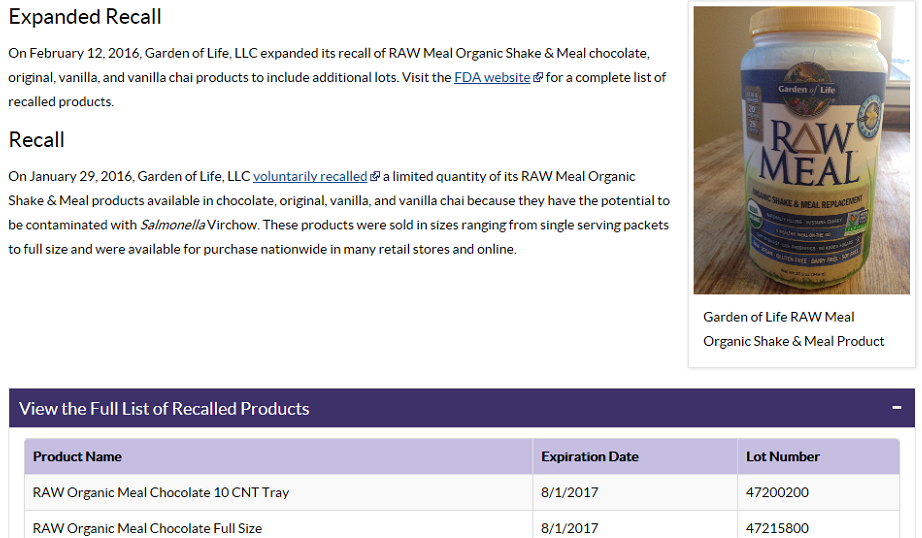 Expanded Recall
On February 12, 2016, Garden of Life, LLC expanded its recall of RAW Meal Organic Shake & Meal chocolate,
original, vanilla, and vanilla chai products to include additional lots. Visit the FDA website for a complete list of
recalled products.
Recall
On January 29, 2016, Garden of Life, LLC voluntarily recalled a limited quantity of its RAW Meal Organic
Shake & Meal products available in chocolate, original, vanilla, and vanilla chai because they have the potential to
be contaminated with Salmonella Virchow. These products were sold in sizes ranging from single serving packets
to full size and were available for purchase nationwide in many retail stores and online.
Garden of Life
RAW
MEAL
ORGANIC SHAKE & MEAL REPLACEMENT
Garden of Life RAW Meal
Organic Shake & Meal Product
View the Full List of Recalled Products
Product Name Expiration Date Lot Number
RAW Organic Meal Chocolate 10 CNT Tray 8/1/2017 47200200
RAW Organic Meal Chocolate Full Size 8/1/2017 47215800